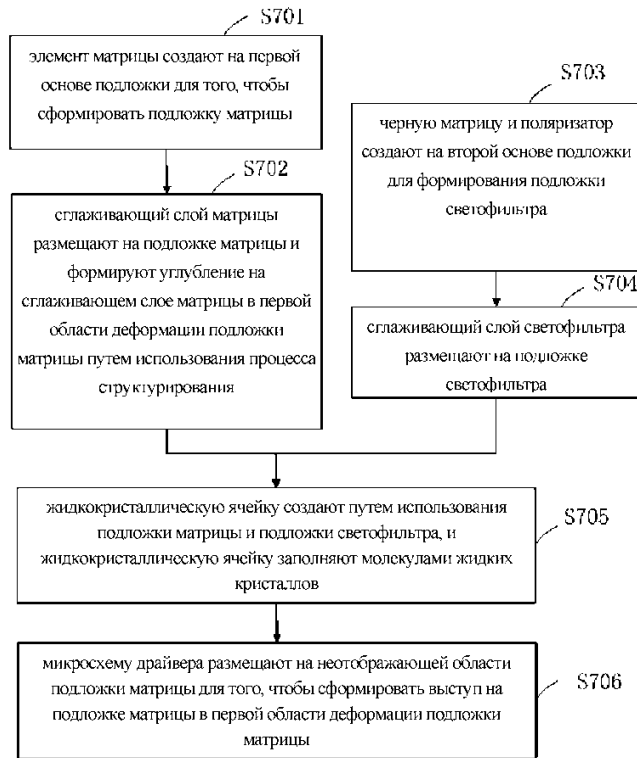 S701
элемент матрицы создают на первой
основе подложки для того, чтобы
сформировать подложку матрицы
S702
сглаживающий слой матрицы
размещают на подложке матрицы и
формируют углубление на
сглаживающем слое матрицы в первой
области деформации подложки
матрицы путем использования процесса
структурирования
S703
черную матрицу и поляризатор
создают на второй основе подложки
для формирования подложки
светофильтра
S704
сглаживающий слой светофильтра
размещают на подложке
светофильтра
S705
жидкокристаллическую ячейку создают путем использования
подложки матрицы и подложки светофильтра, и
жидкокристаллическую ячейку заполняют молекулами жидких
кристаллов
S706
микросхему драйвера размещают на неотображающей области
подложки матрицы для того, чтобы сформировать выступ на
подложке матрицы в первой области деформации подложки
матрицы